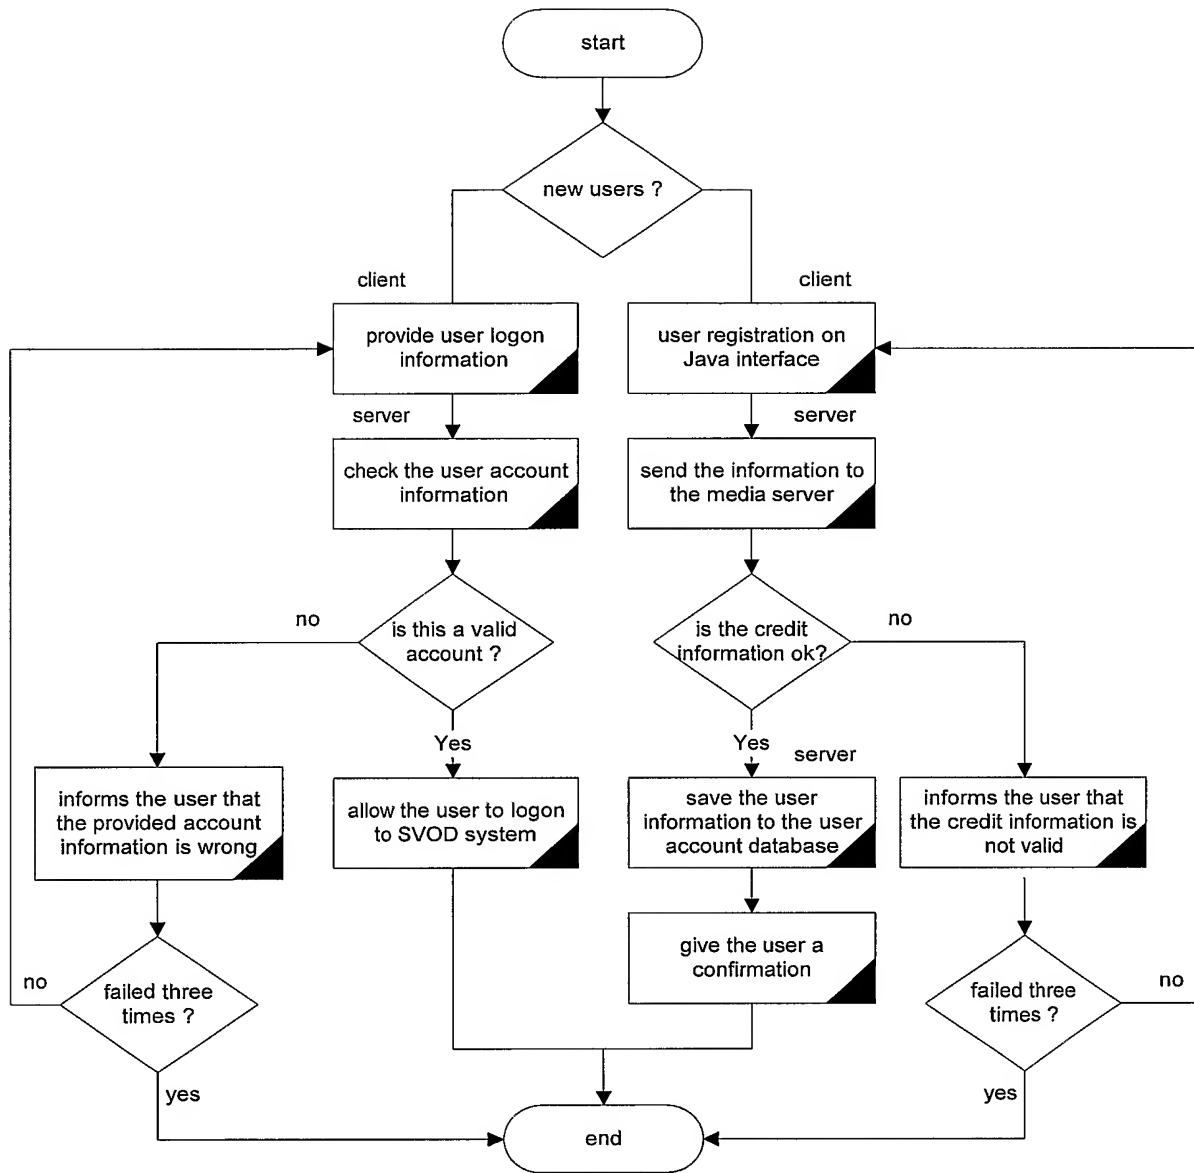 start
new users ?
client
client
provide user logon
information
user registration on
Java interface
server
server
check the user account
information
send the information to
the media server
no
is this a valid
account ?
is the credit
information ok?
no
Yes
Yes
server
informs the user that
the provided account
information is wrong
allow the user to logon
to SVOD system
save the user
information to the user
account database
informs the user that
the credit information is
not valid
give the user a
confirmation
no
failed three
times ?
failed three
times ?
no
yes
yes
end